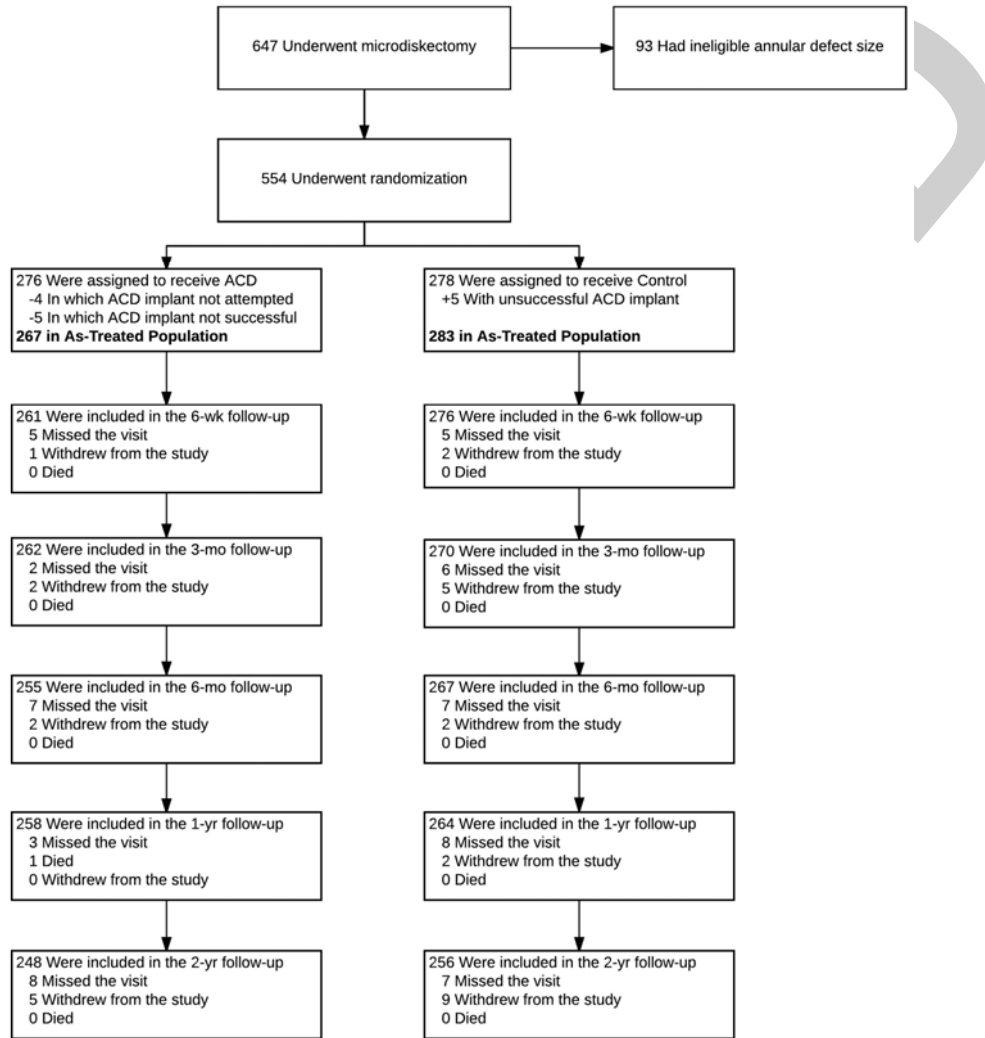 647 Underwent microdiskectomy
93 Had ineligible annular defect size
554 Underwent randomization
276 Were assigned to receive ACD
-4 In which ACD implant not attempted
-5 In which ACD implant not successful
267 in As-Treated Population
278 Were assigned to receive Control
+5 With unsuccessful ACD implant
283 in As-Treated Population
261 Were included in the 6-wk follow-up
5 Missed the visit
1 Withdrew from the study
0 Died
276 Were included in the 6-wk follow-up
5 Missed the visit
2 Withdrew from the study
0 Died
262 Were included in the 3-mo follow-up
2 Missed the visit
2 Withdrew from the study
0 Died
270 Were included in the 3-mo follow-up
6 Missed the visit
5 Withdrew from the study
0 Died
255 Were included in the 6-mo follow-up
7 Missed the visit
2 Withdrew from the study
0 Died
267 Were included in the 6-mo follow-up
7 Missed the visit
2 Withdrew from the study
0 Died
258 Were included in the 1-yr follow-up
3 Missed the visit
1 Died
0 Withdrew from the study
264 Were included in the 1-yr follow-up
8 Missed the visit
2 Withdrew from the study
0 Died
248 Were included in the 2-yr follow-up
8 Missed the visit
5 Withdrew from the study
0 Died
256 Were included in the 2-yr follow-up
7 Missed the visit
9 Withdrew from the study
0 Died